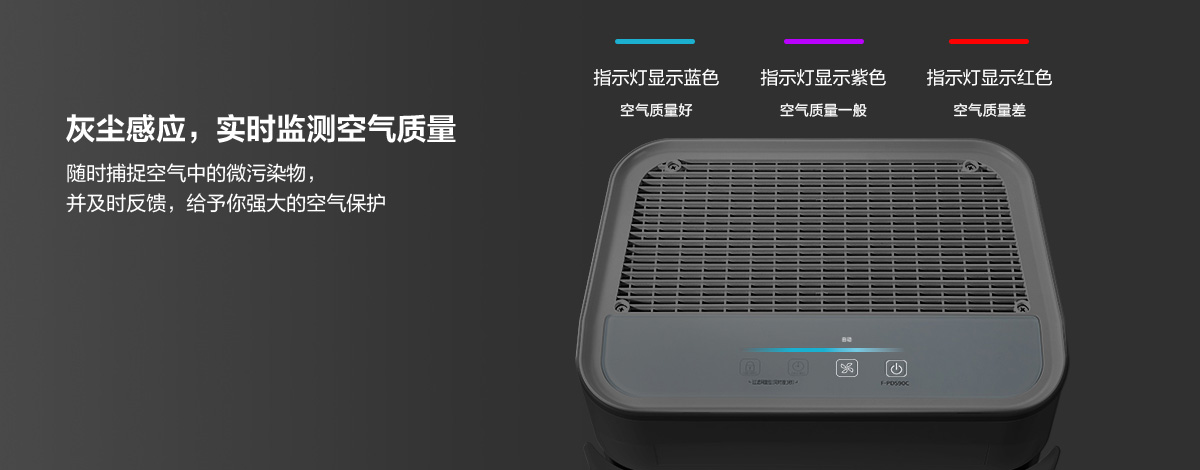 指示灯显示蓝色 指示灯显示紫色 指示灯显示红色
空气质量好 空气质量一般 空气质量差
灰尘感应，实时监测空气质量
随时捕捉空气中的微污染物，
并及时反馈，给予你强大的空气保护
自动
F-PDS90C